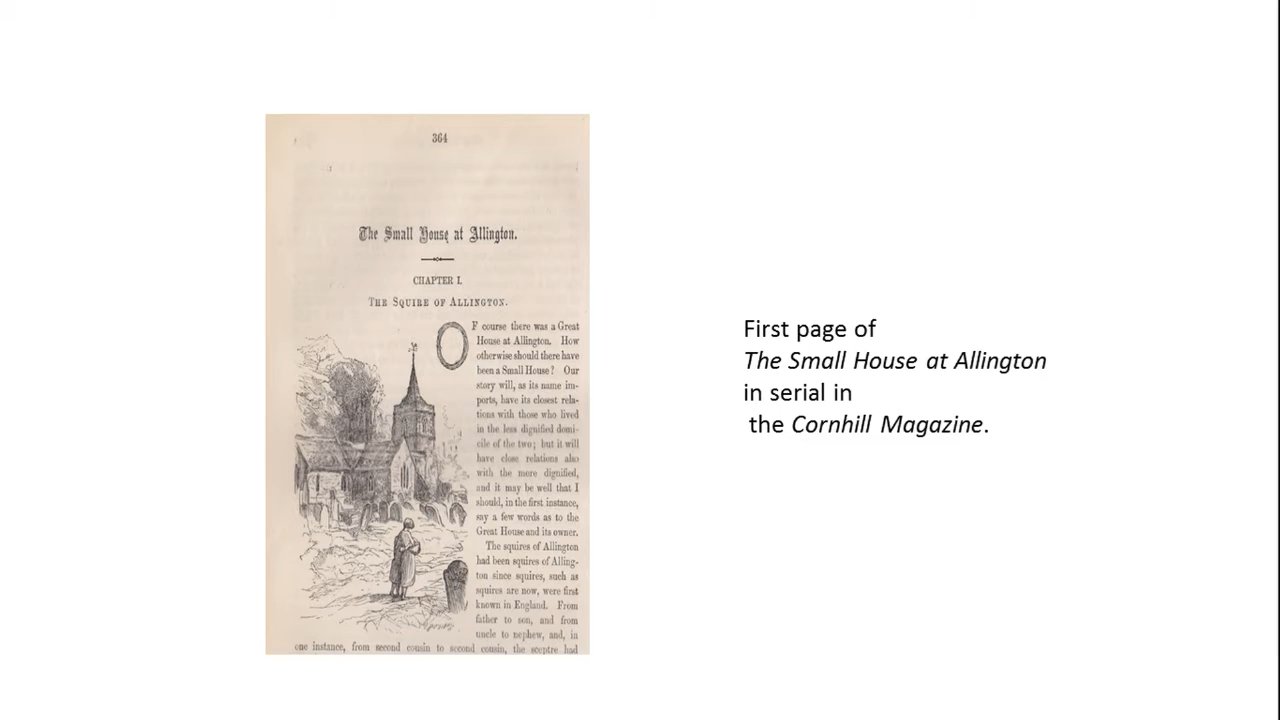 364
The Small House at Allington.
CHAPTER I.
THE SQUIRE OF ALLINGTON.
OF course there was a Great
House at Allington. How
otherwise should there have
been a Small House? Our
story will, as its name im-
ports, have its closest rela-
tions with those who lived
in the less dignified domi-
cile of the two; but it will
have close relations also
with the more dignified,
and it may be well that I
should, in the first instance,
say a few words as to the
Great House and its owner.
The squires of Allington
had been squires of Alling-
ton since squires, such as
squires are now, were first
known in England. From
father to son, and from
uncle to nephew, and, in
one instance, from second cousin to second cousin, the sceptre had
First page of
The Small House at Allington
in serial in
the Cornhill Magazine.